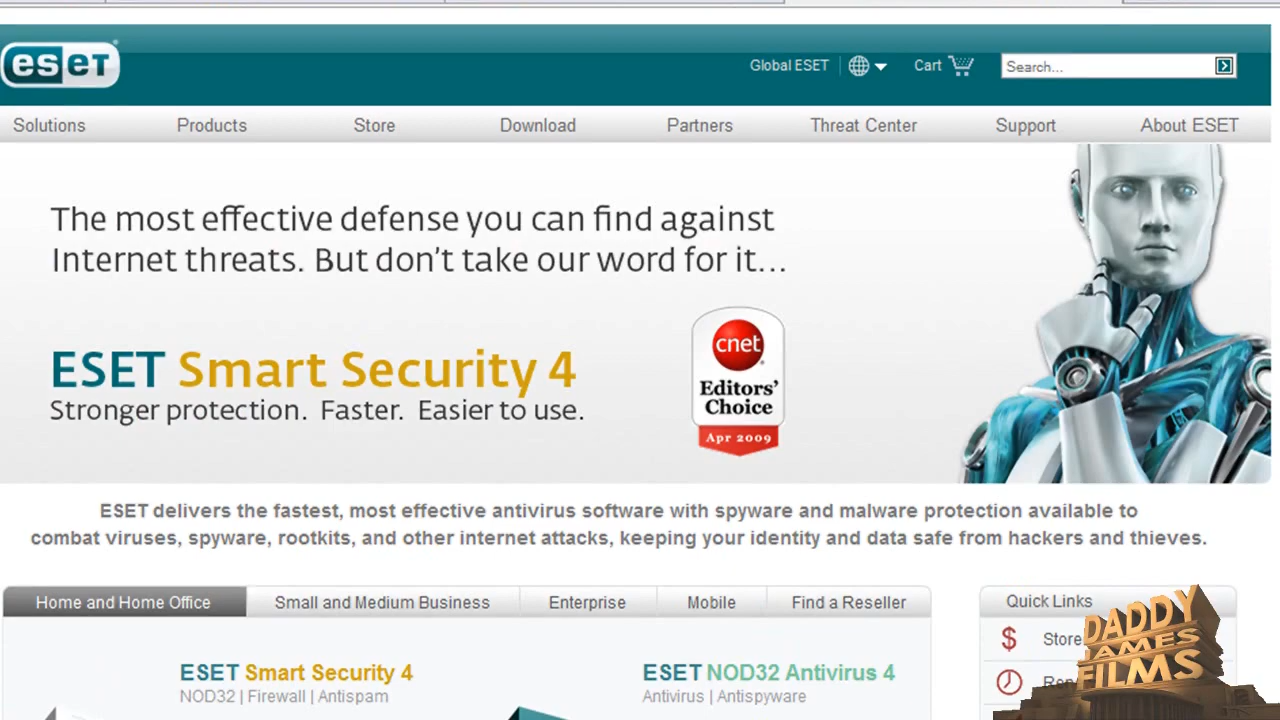 eseT
Global ESET
Cart
Search...
Solutions
Products
Store
Download
Partners
Threat Center
Support
About ESET
The most effective defense you can find against
Internet threats. But don't take our word for it...
ESET Smart Security 4
Stronger protection. Faster. Easier to use.
cnet
Editors'
Choice
Apr 2009
ESET delivers the fastest, most effective antivirus software with spyware and malware protection available to
combat viruses, spyware, rootkits, and other internet attacks, keeping your identity and data safe from hackers and thieves.
Home and Home Office
Small and Medium Business
Enterprise
Mobile
Find a Reseller
Quick Links
Store
ESET Smart Security 4
NOD32 | Firewall | Antispam
ESET NOD32 Antivirus 4
Antivirus | Antispyware
DADDY
JAMES
FILMS